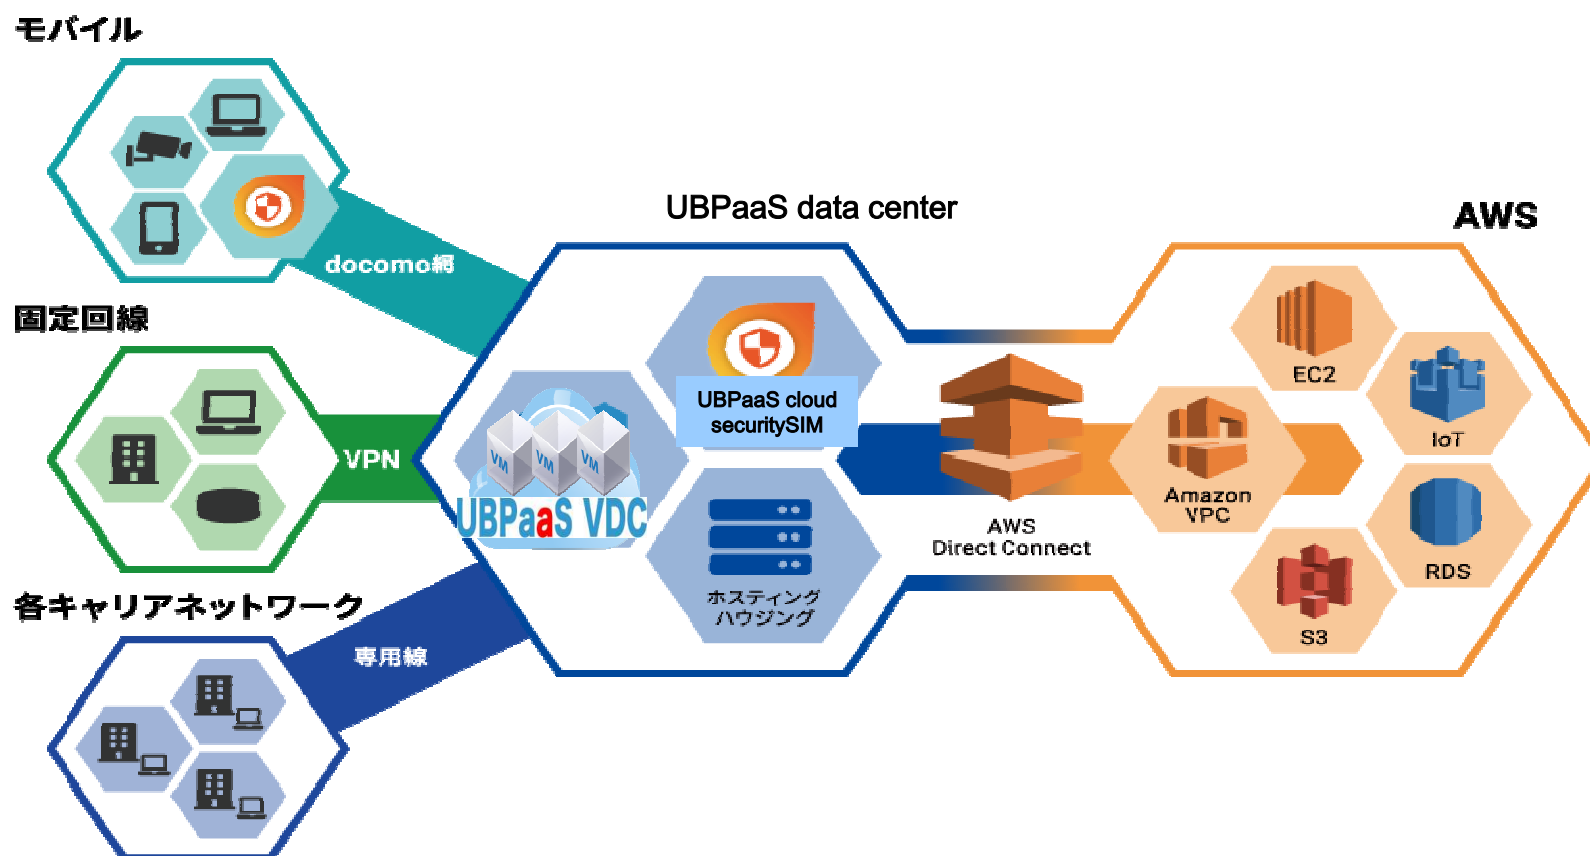 モバイル
docomo網
固定回線
VPN
各キャリアネットワーク
専用線
UBPaaS data center
UBPaaS cloud
securitySIM
VM VM VM
UBPaaS VDC
ホスティング
ハウジング
AWS
Direct Connect
AWS
EC2
IoT
Amazon
VPC
RDS
S3